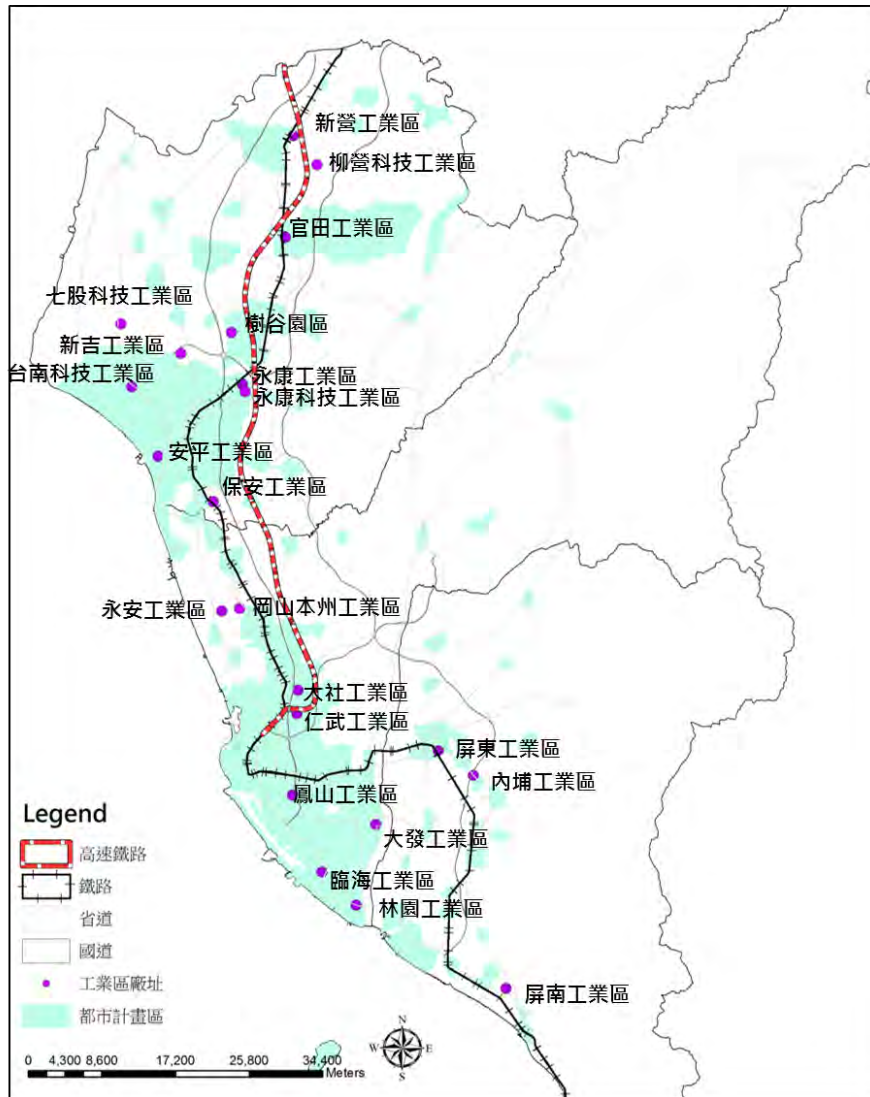 新營工業區
柳營科技工業區
官田工業區
七股科技工業區
樹谷園區
新吉工業區
台南科技工業區
永康工業區
永康科技工業區
安平工業區
保安工業區
永安工業區
岡山本州工業區
大社工業區
仁武工業區
屏東工業區
內埔工業區
鳳山工業區
大發工業區
臨海工業區
林園工業區
屏南工業區
Legend
高速鐵路
鐵路
省道
國道
工業區廠址
都市計畫區
N
W
E
S
0 4,300 8,600 17,200 25,800 34,400
Meters